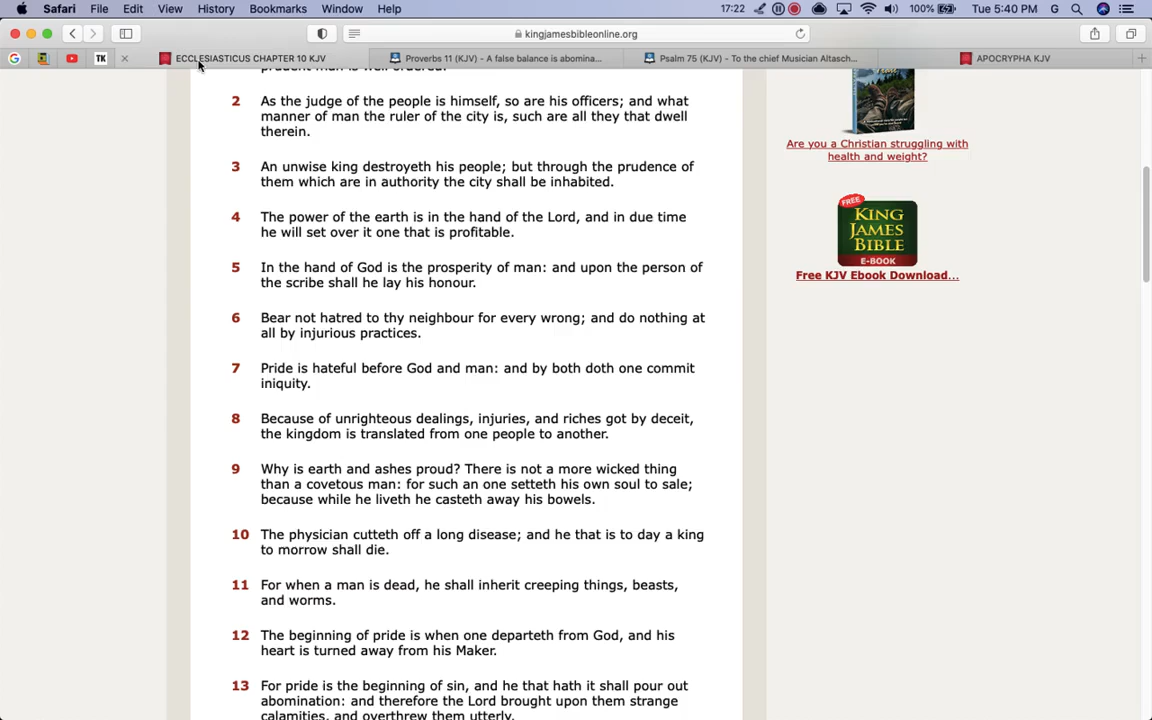 Safari File Edit View History Bookmarks Window Help 17:22 100% Tue 5:40 PM G
kingjamesbibleonline.org
G TK ECCLESIASTICUS CHAPTER 10 KJV Proverbs 11 (KJV) - A false balance is abomina... Psalm 75 (KJV) - To the chief Musician Altasch... APOCRYPHA KJV
prudent man is well ordered.
2 As the judge of the people is himself, so are his officers; and what
manner of man the ruler of the city is, such are all they that dwell
therein.
3 An unwise king destroyeth his people; but through the prudence of
them which are in authority the city shall be inhabited.
4 The power of the earth is in the hand of the Lord, and in due time
he will set over it one that is profitable.
5 In the hand of God is the prosperity of man: and upon the person of
the scribe shall he lay his honour.
6 Bear not hatred to thy neighbour for every wrong; and do nothing at
all by injurious practices.
7 Pride is hateful before God and man: and by both doth one commit
iniquity.
8 Because of unrighteous dealings, injuries, and riches got by deceit,
the kingdom is translated from one people to another.
9 Why is earth and ashes proud? There is not a more wicked thing
than a covetous man: for such an one setteth his own soul to sale;
because while he liveth he casteth away his bowels.
10 The physician cutteth off a long disease; and he that is to day a king
to morrow shall die.
11 For when a man is dead, he shall inherit creeping things, beasts,
and worms.
12 The beginning of pride is when one departeth from God, and his
heart is turned away from his Maker.
13 For pride is the beginning of sin, and he that hath it shall pour out
abomination: and therefore the Lord brought upon them strange
calamities, and overthrew them utterly.
Are you a Christian struggling with
health and weight?
FREE
KING
JAMES
BIBLE
E-BOOK
Free KJV Ebook Download...